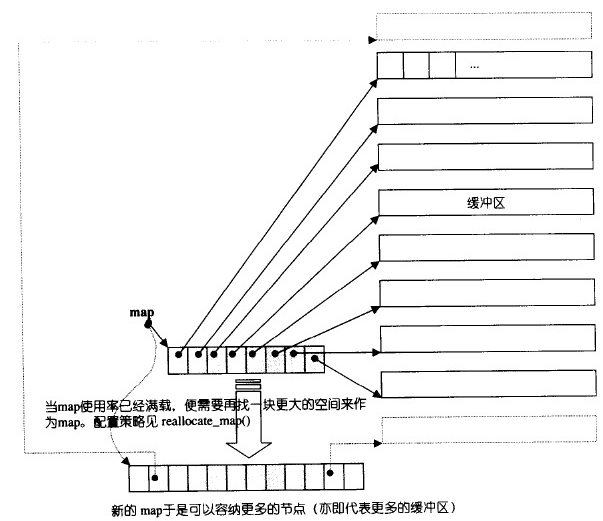 ...
缓冲区
map
当map使用率已经满载，便需要再找一块更大的空间来作
为map。配置策略见 reallocate_map()
新的 map于是可以容纳更多的节点（亦即代表更多的缓冲区）